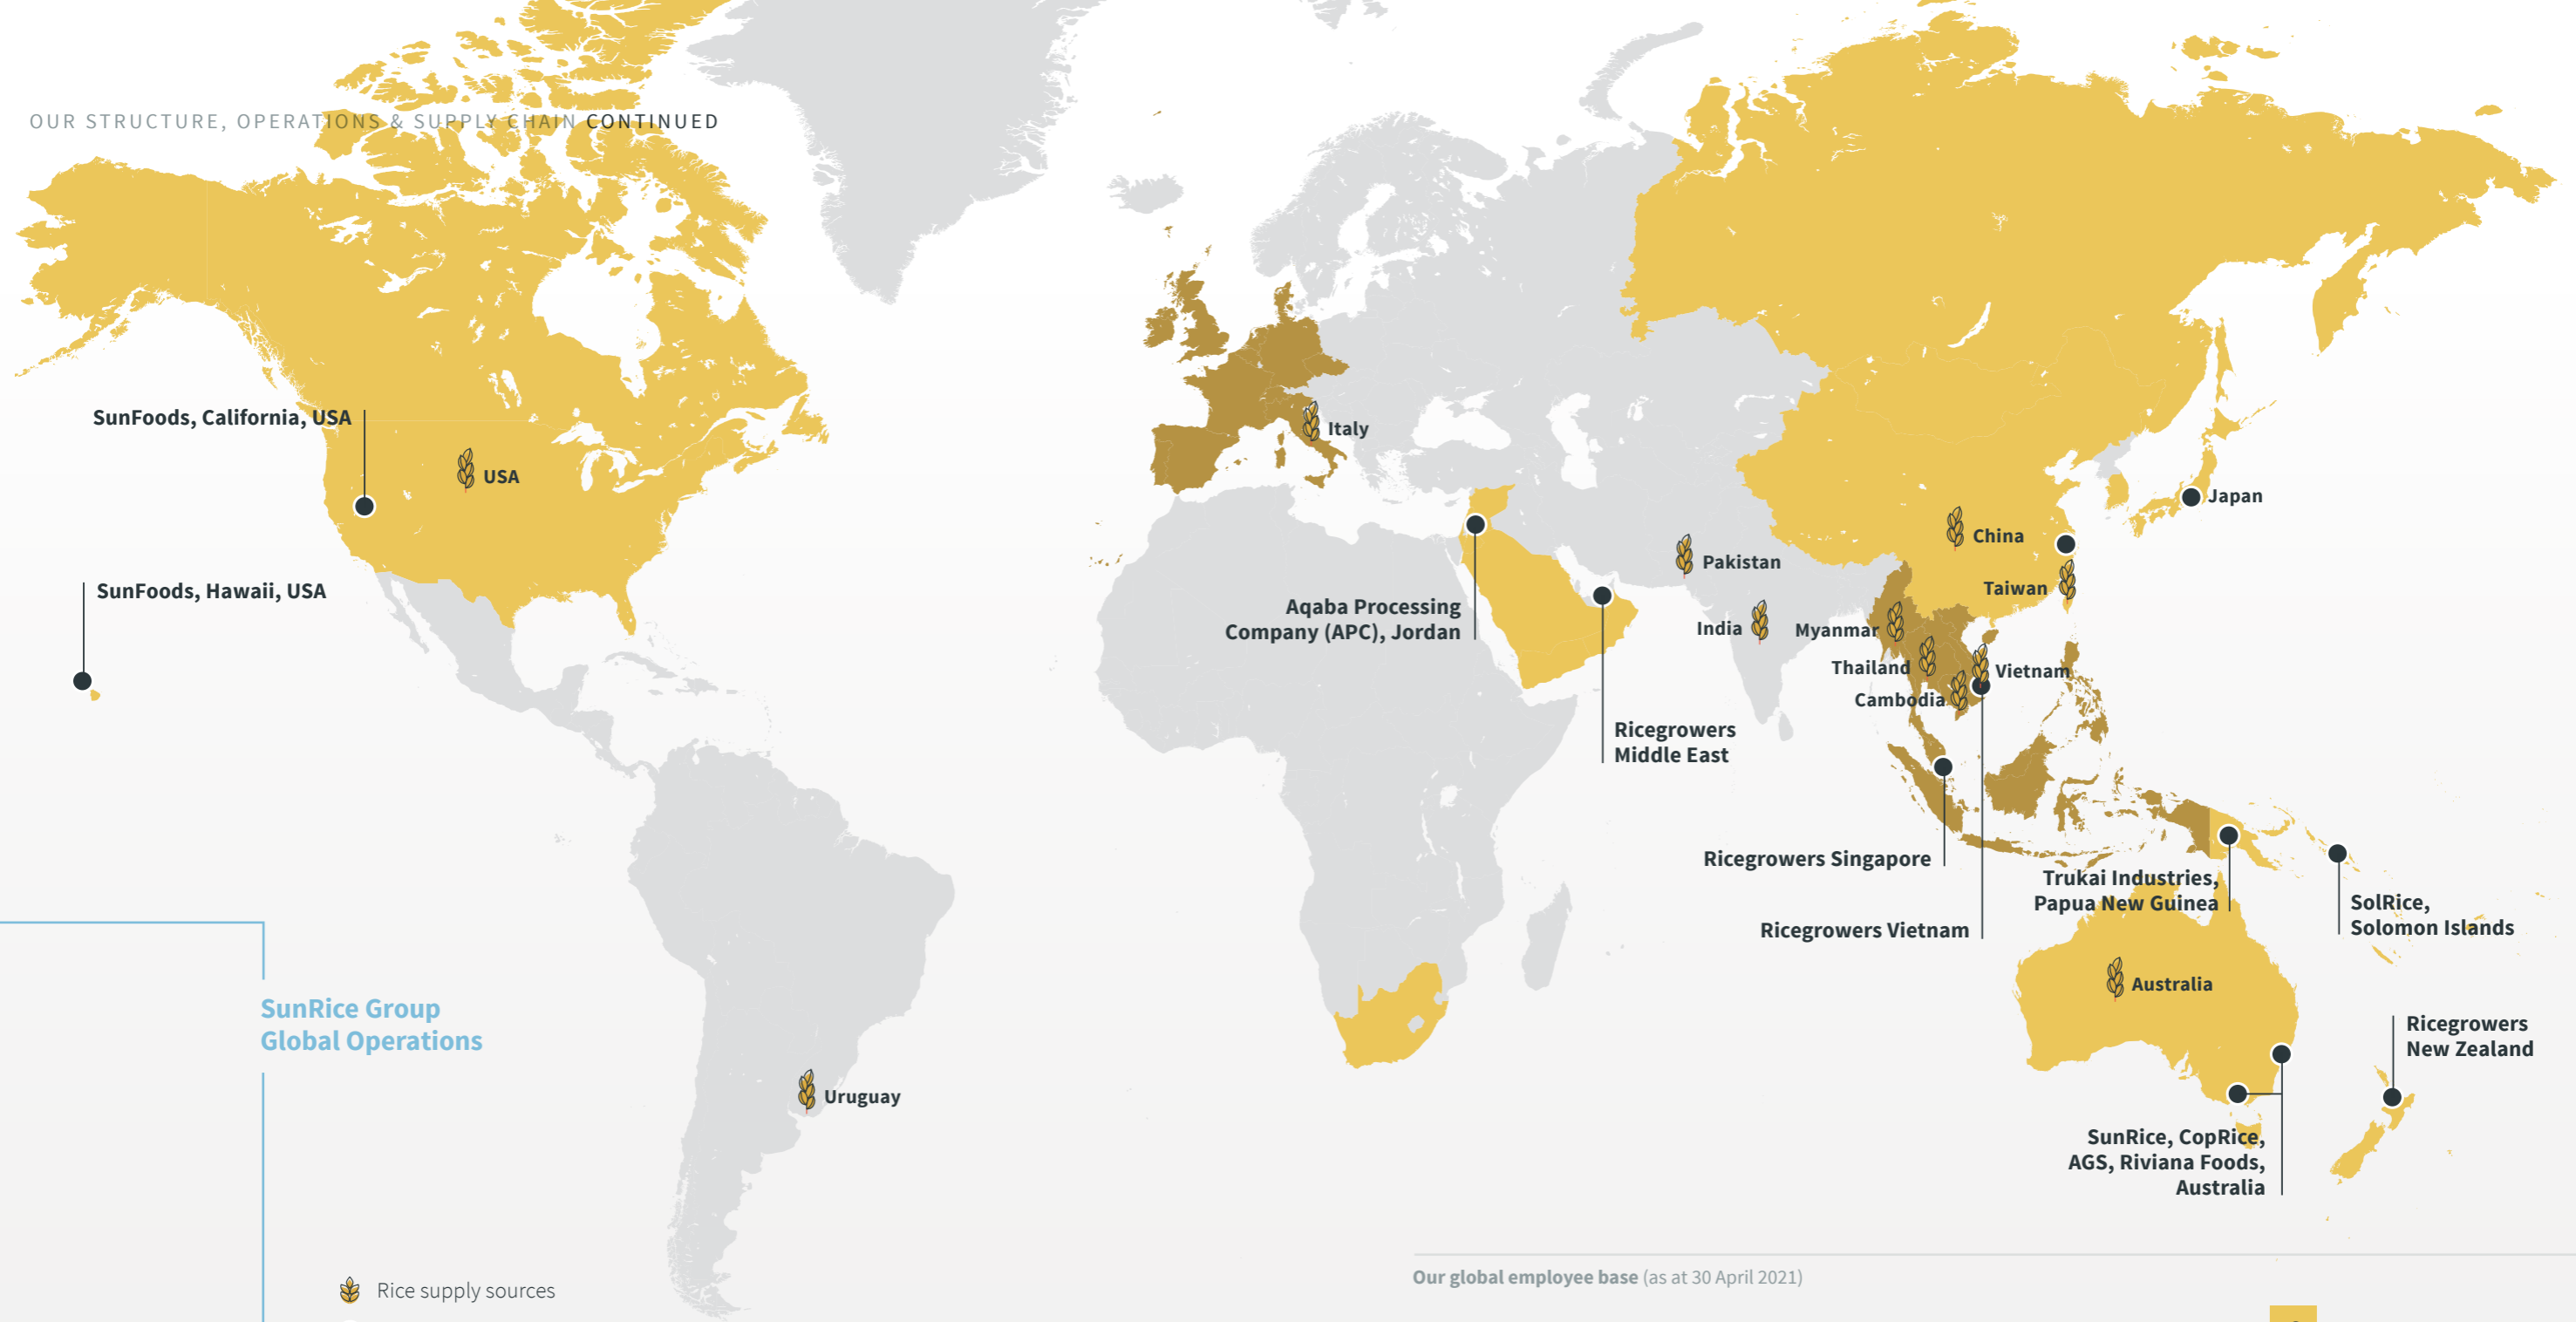 OUR STRUCTURE, OPERATIONS & SUPPLY CHAIN CONTINUED
SunFoods, California, USA
USA
SunFoods, Hawaii, USA
Italy
Japan
China
Pakistan
Taiwan
Aqaba Processing
Company (APC), Jordan
India
Myanmar
Thailand
Vietnam
Cambodia
Ricegrowers
Middle East
Ricegrowers Singapore
Trukai Industries,
Papua New Guinea
SolRice,
Solomon Islands
Ricegrowers Vietnam
Australia
SunRice Group
Global Operations
Ricegrowers
New Zealand
Uruguay
SunRice, CopRice,
AGS, Riviana Foods,
Australia
Our global employee base (as at 30 April 2021)
Rice supply sources